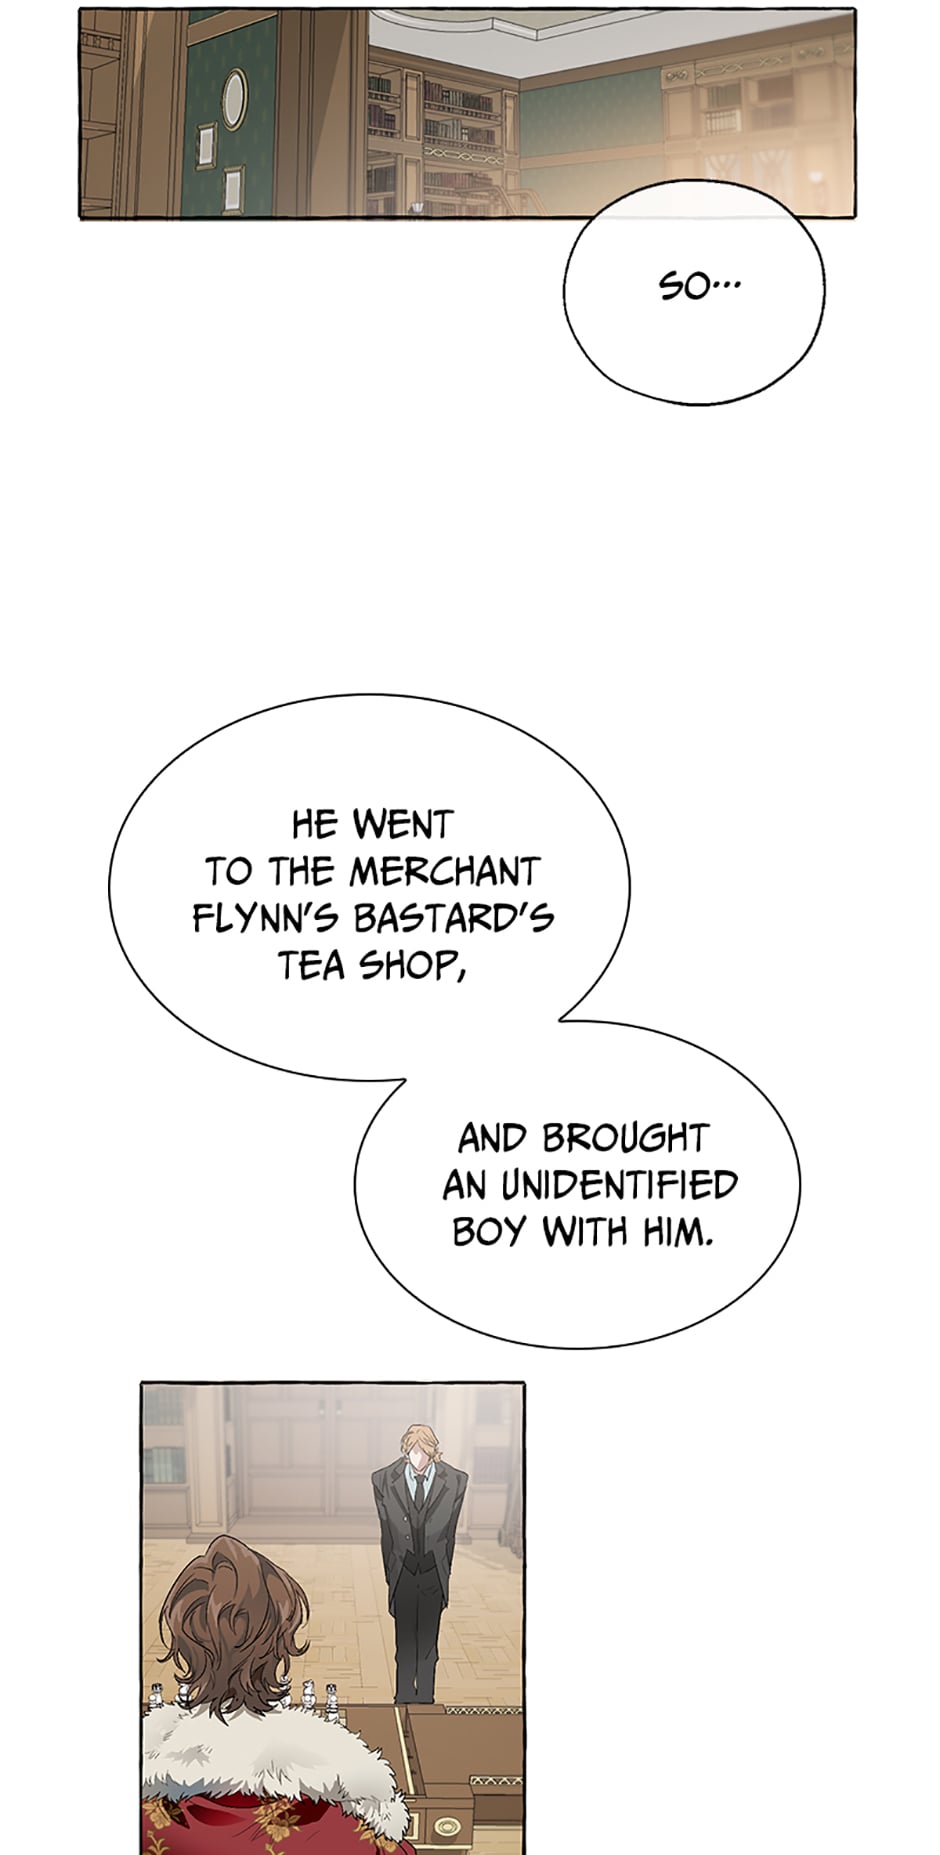 SO...
HE WENT
TO THE MERCHANT
FLYNN'S BASTARD'S
TEA SHOP,
AND BROUGHT
AN UNIDENTIFIED
BOY WITH HIM.